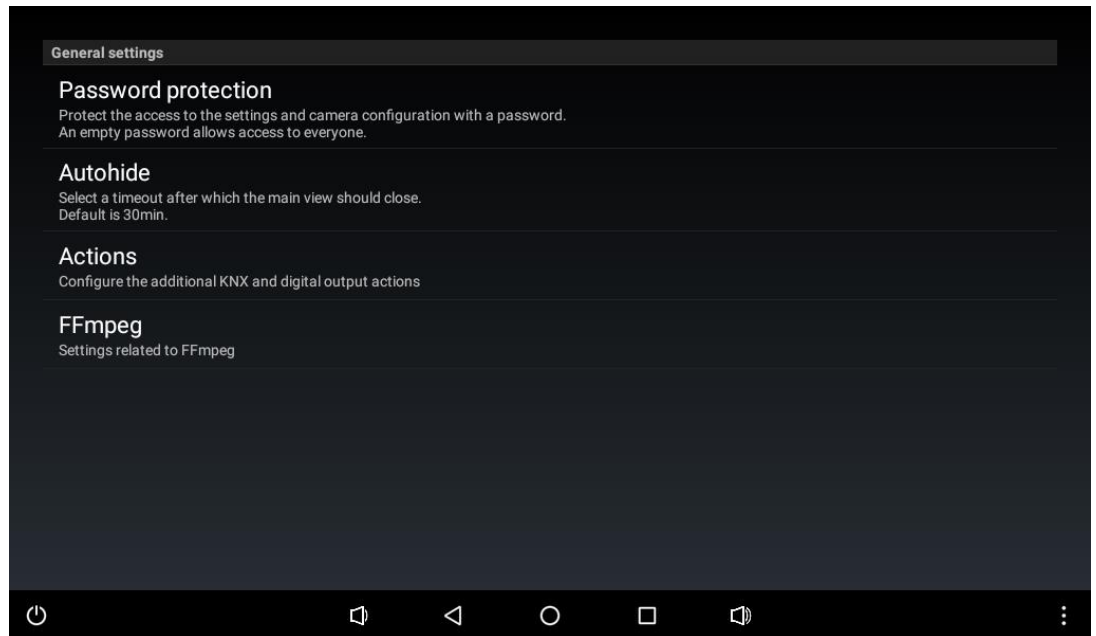 General settings
Password protection
Protect the access to the settings and camera configuration with a password.
An empty password allows access to everyone.
Autohide
Select a timeout after which the main view should close.
Default is 30min.
Actions
Configure the additional KNX and digital output actions
FFmpeg
Settings related to FFmpeg